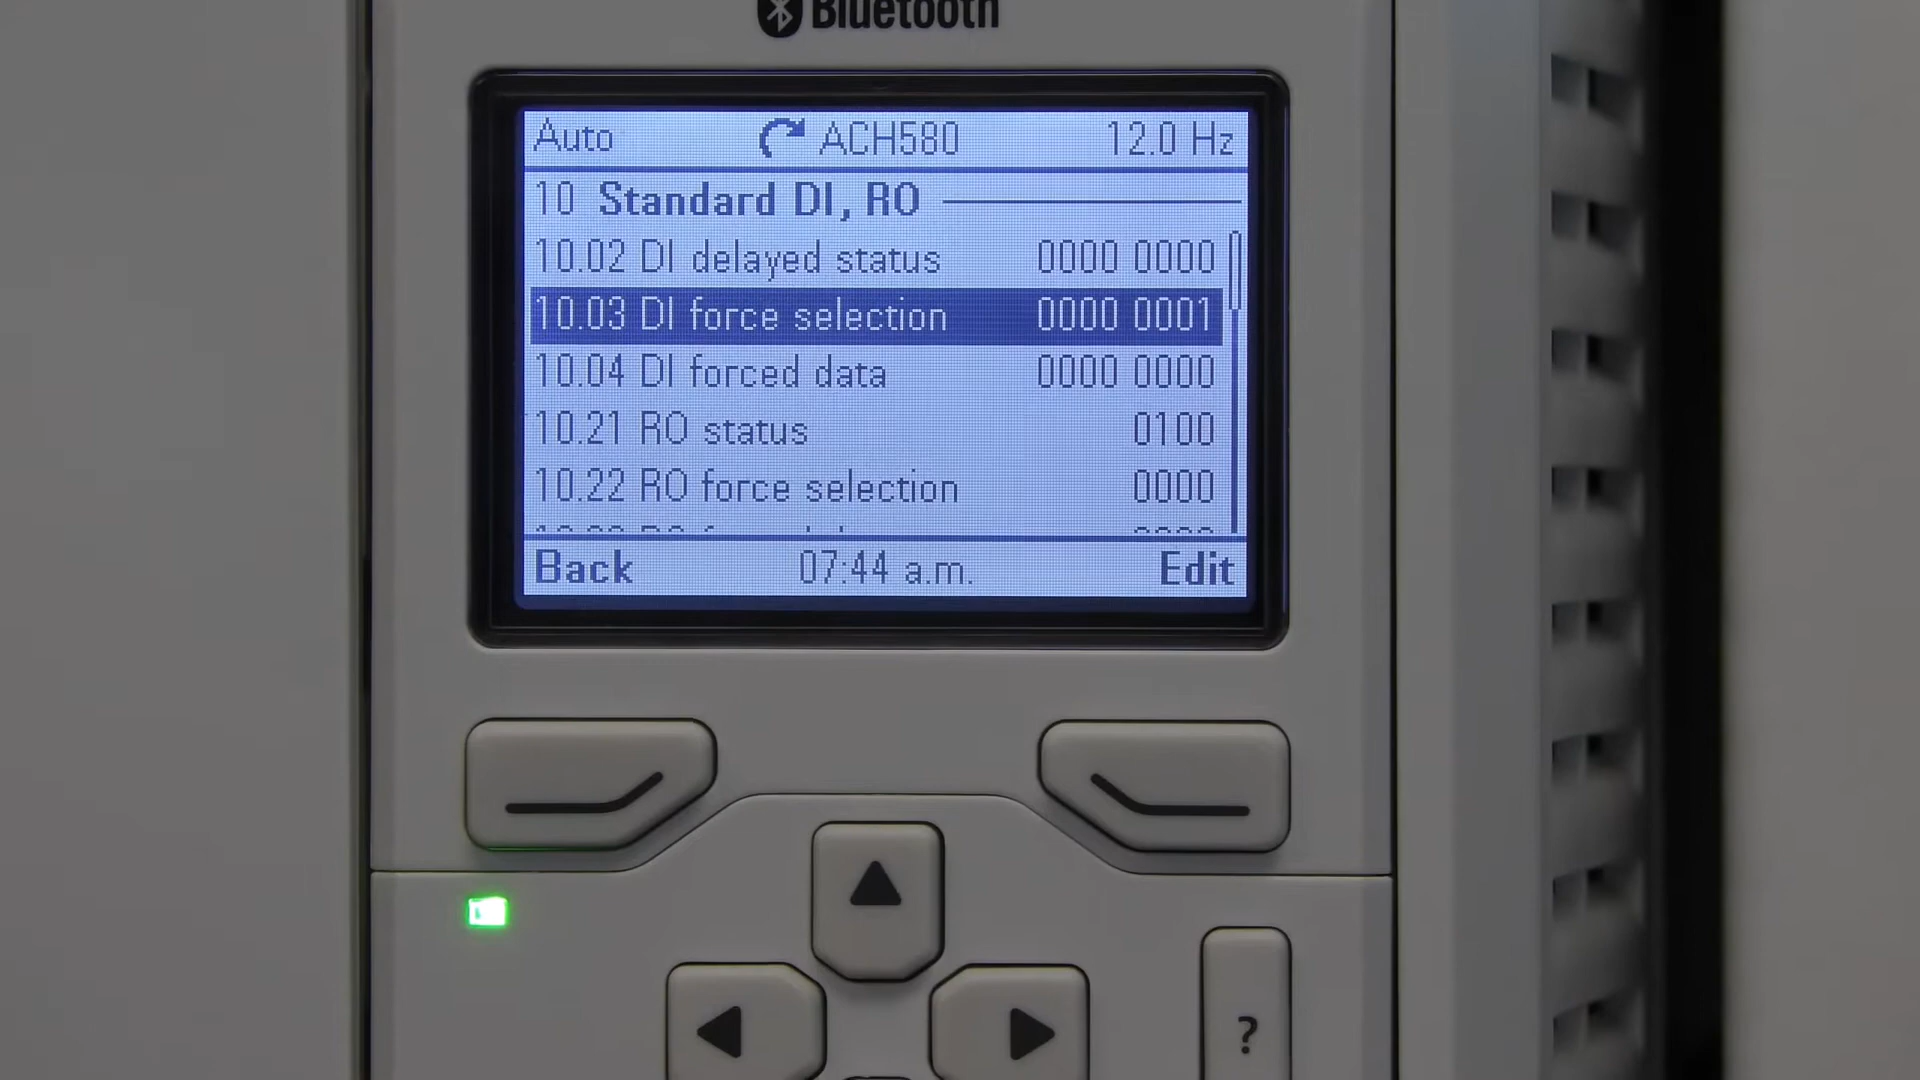 Bluetooth
Auto ACH580 12.0 Hz
10 Standard DI, RO
10.02 DI delayed status 0000 0000
10.03 DI force selection 0000 0001
10.04 DI forced data 0000 0000
10.21 RO status 0100
10.22 RO force selection 0000
Back 07:44 a.m. Edit
?